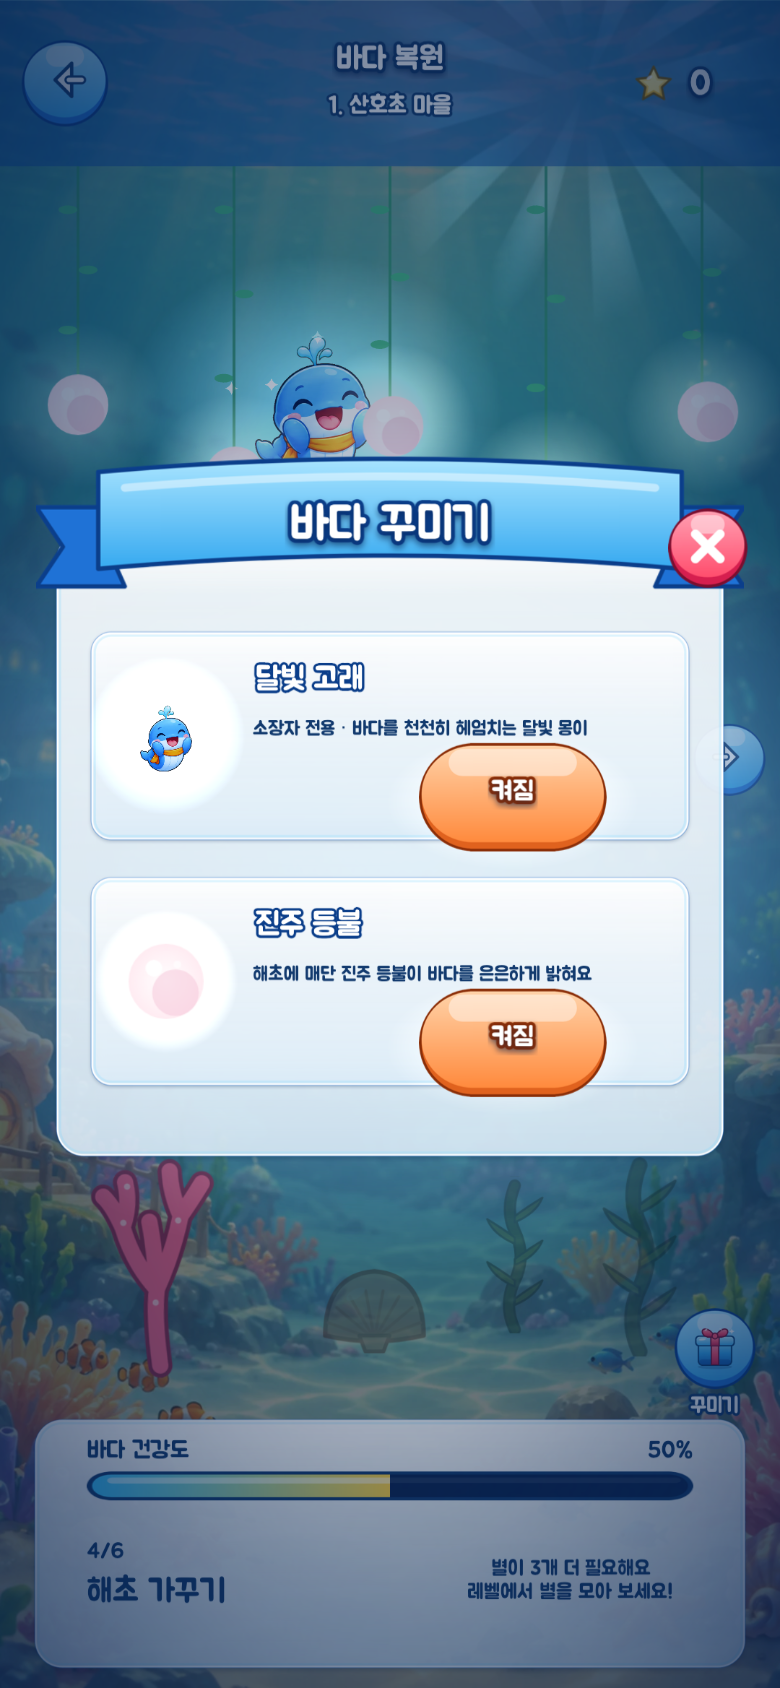 바다 복원
1. 산호초 마을
0
바다 꾸미기
달빛 고래
소장자 전용 · 바다를 천천히 헤엄치는 달빛 몽이
켜짐
진주 등불
해초에 매단 진주 등불이 바다를 은은하게 밝혀요
켜짐
꾸미기
바다 건강도
50%
4/6
해초 가꾸기
별이 3개 더 필요해요
레벨에서 별을 모아 보세요!